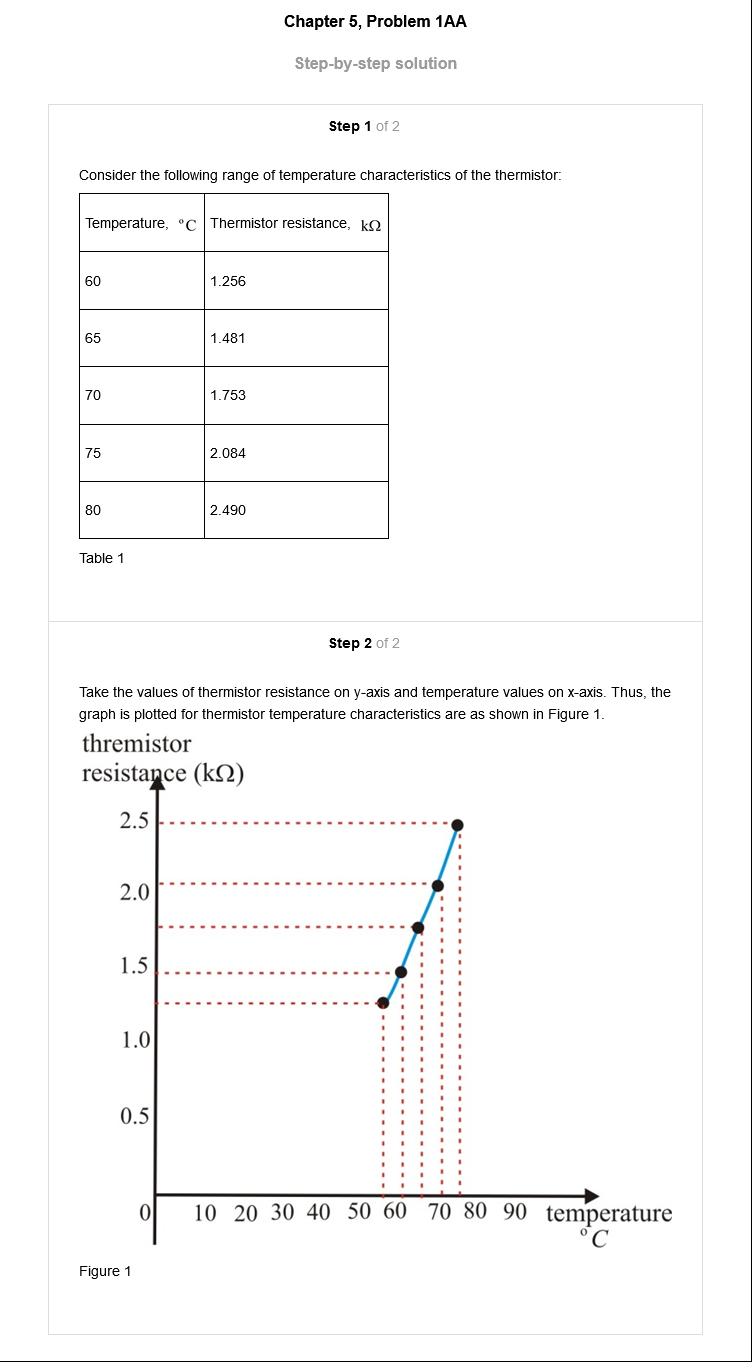 Chapter 5, Problem 1AA
Step-by-step solution
Step 1 of 2
Consider the following range of temperature characteristics of the thermistor:
Temperature, °C Thermistor resistance, kΩ
60 1.256
65 1.481
70 1.753
75 2.084
80 2.490
Table 1
Step 2 of 2
Take the values of thermistor resistance on y-axis and temperature values on x-axis. Thus, the
graph is plotted for thermistor temperature characteristics are as shown in Figure 1.
thremistor
resistance (kΩ)
2.5
2.0
1.5
1.0
0.5
0 10 20 30 40 50 60 70 80 90 temperature
°C
Figure 1